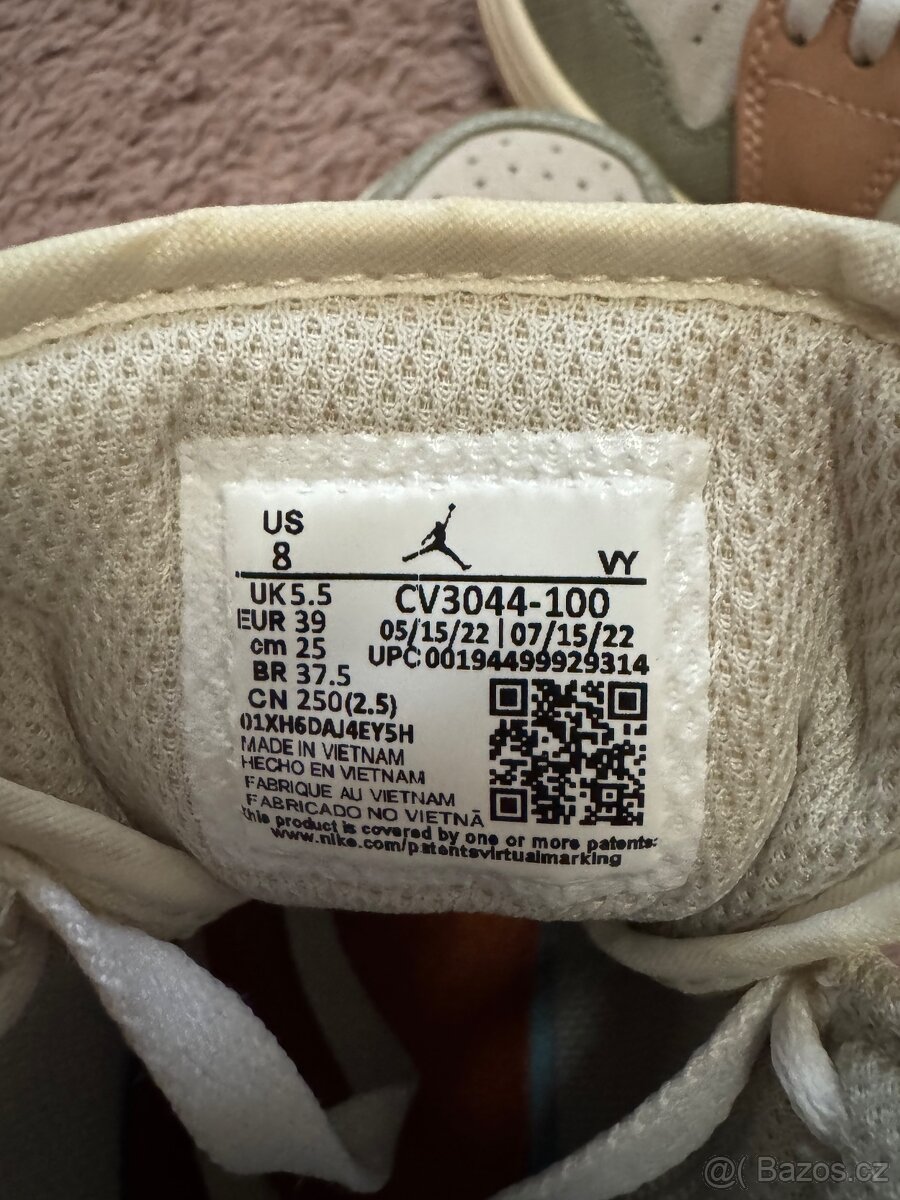 US
8
VY
UK 5.5
EUR 39
cm 25
BR 37.5
CN 250(2.5)
CV3044-100
05/15/22 | 07/15/22
UPC 00194499929314
01XH6DAJ4EY5H
MADE IN VIETNAM
HECHO EN VIETNAM
FABRIQUE AU VIETNAM
FABRICADO NO VIETNÃ
this product is covered by one or more patents:
www.nike.com/patentsvirtualmarking
@( Bazos.cz